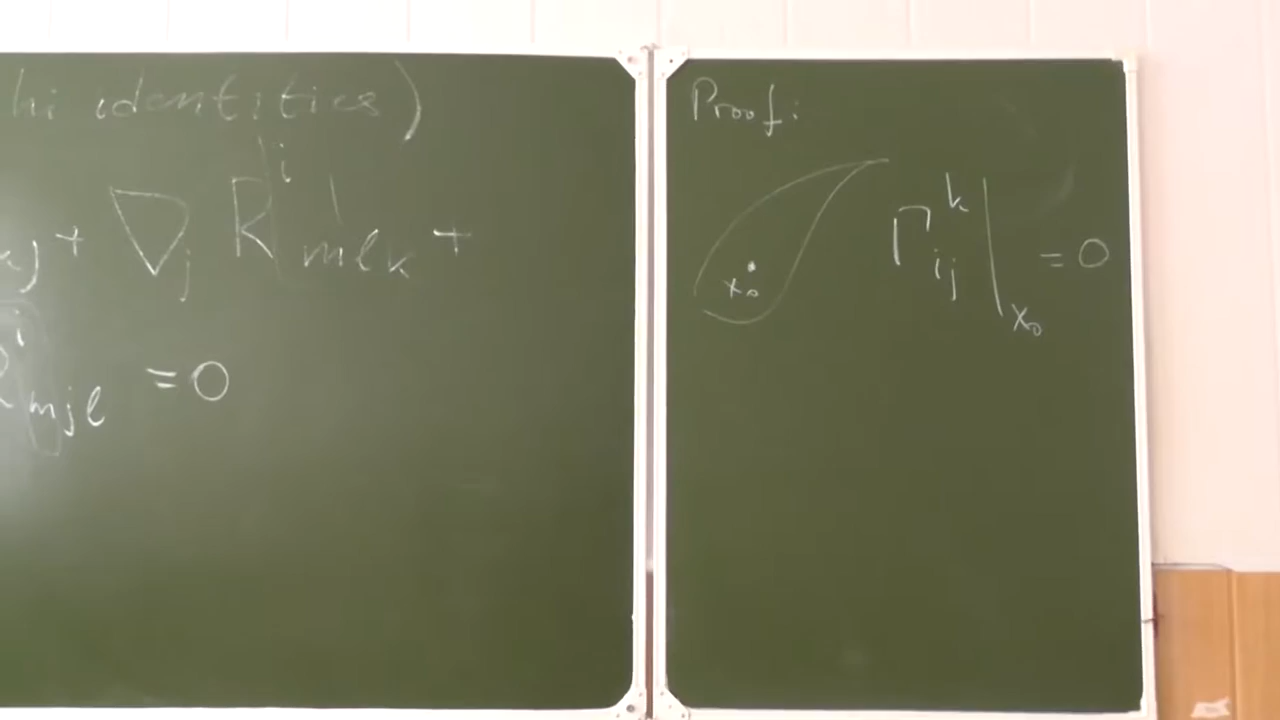 hi identities)
+ ∇_j R^i_{mlk} +
^i_{mjl} = 0
Proof:
x₀
Γ^k_{ij} |_{x₀} = 0